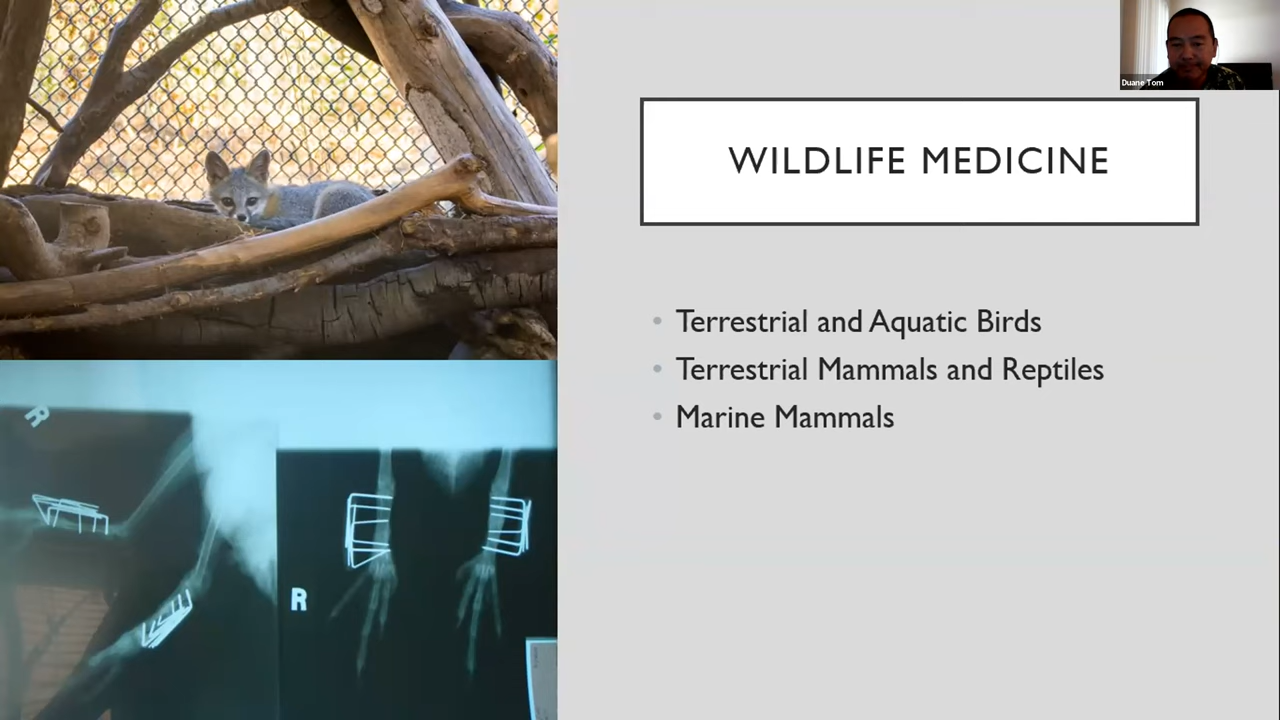 Duane Tom
WILDLIFE MEDICINE
Terrestrial and Aquatic Birds
Terrestrial Mammals and Reptiles
Marine Mammals
R
R